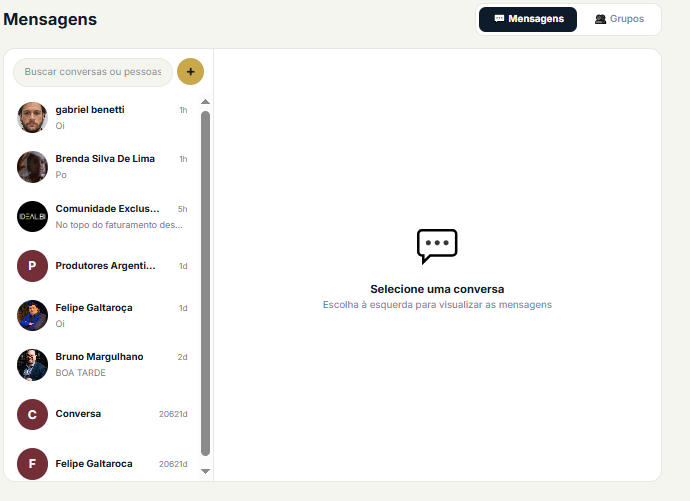 Mensagens
Mensagens
Grupos
Buscar conversas ou pessoas
+
gabriel benetti 1h
Oi
Brenda Silva De Lima 1h
Po
IDEAL.BI
Comunidade Exclus... 5h
No topo do faturamento des...
P
Produtores Argenti... 1d
Felipe Galtaroça 1d
Oi
Bruno Margulhano 2d
BOA TARDE
C
Conversa 20621d
F
Felipe Galtaroca 20621d
Selecione uma conversa
Escolha à esquerda para visualizar as mensagens